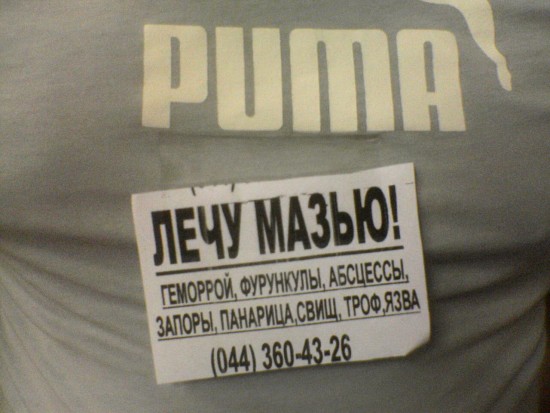 PUMA
ЛЕЧУ МАЗЬЮ!
ГЕМОРРОЙ, ФУРУНКУЛЫ, АБСЦЕССЫ,
ЗАПОРЫ, ПАНАРИЦА,СВИЩ, ТРОФ,ЯЗВА
(044) 360-43-26